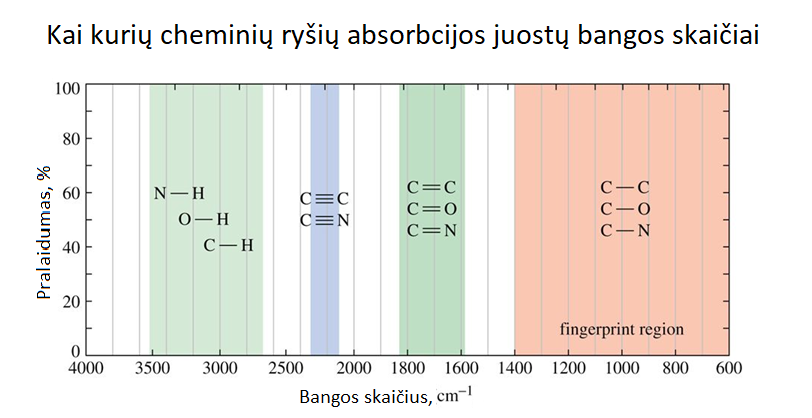 Kai kurių cheminių ryšių absorbcijos juostų bangos skaičiai
Pralaidumas, %
100
80
60
40
20
0
N—H
O—H
C—H
C≡C
C≡N
C=C
C=O
C=N
C—C
C—O
C—N
fingerprint region
4000 3500 3000 2500 2000 1800 1600 1400 1200 1000 800 600
Bangos skaičius, cm⁻¹